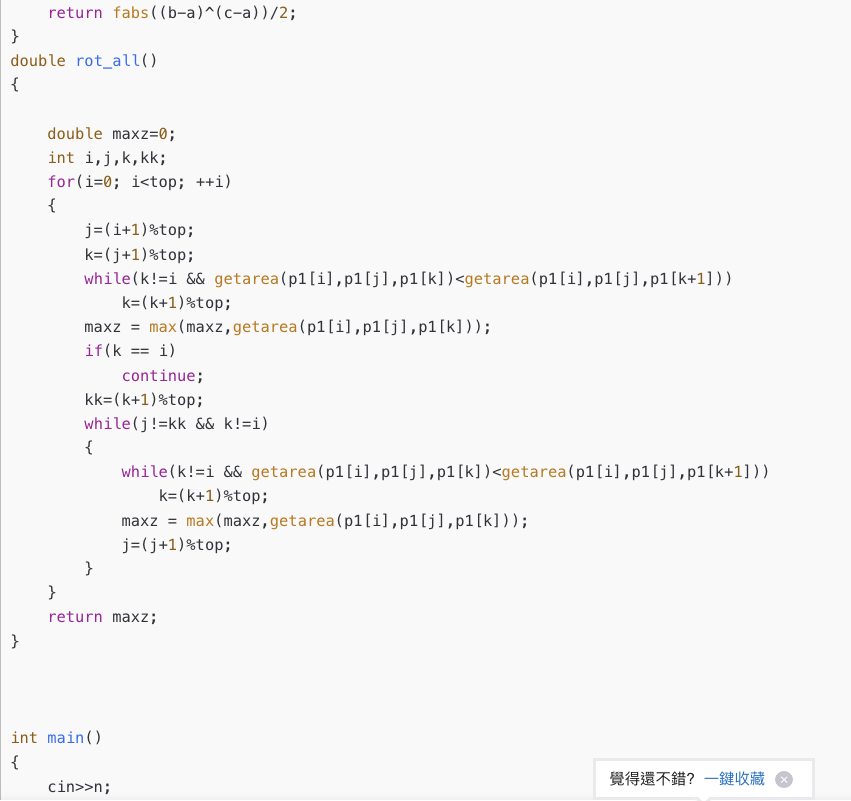 return fabs((b-a)^(c-a))/2;
}
double rot_all()
{
    double maxz=0;
    int i,j,k,kk;
    for(i=0; i<top; ++i)
    {
        j=(i+1)%top;
        k=(j+1)%top;
        while(k!=i && getarea(p1[i],p1[j],p1[k])<getarea(p1[i],p1[j],p1[k+1]))
            k=(k+1)%top;
        maxz = max(maxz,getarea(p1[i],p1[j],p1[k]));
        if(k == i)
            continue;
        kk=(k+1)%top;
        while(j!=kk && k!=i)
        {
            while(k!=i && getarea(p1[i],p1[j],p1[k])<getarea(p1[i],p1[j],p1[k+1]))
                k=(k+1)%top;
            maxz = max(maxz,getarea(p1[i],p1[j],p1[k]));
            j=(j+1)%top;
        }
    }
    return maxz;
}
int main()
{
    cin>>n;
覺得還不錯? 一鍵收藏